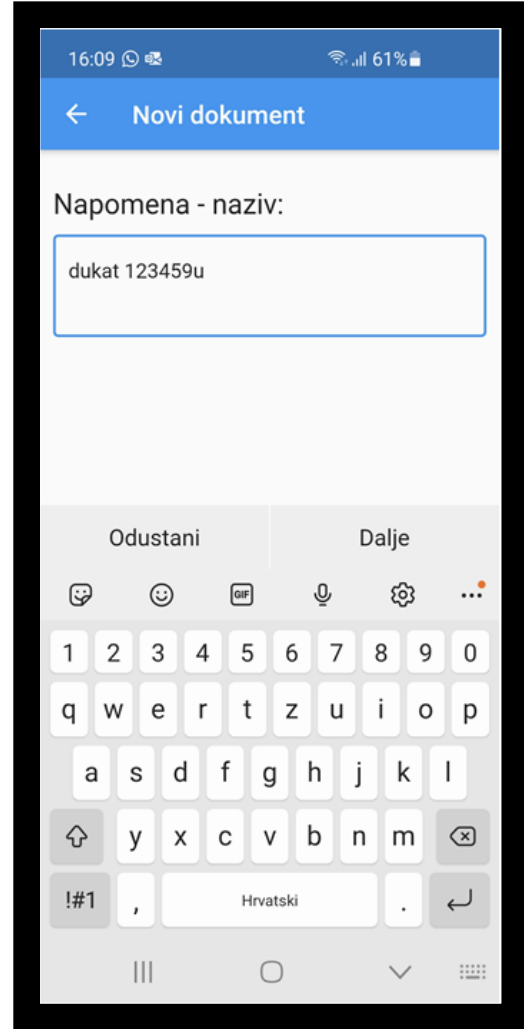 16:09 61%
Novi dokument
Napomena - naziv:
dukat 123459u
Odustani Dalje
GIF
1 2 3 4 5 6 7 8 9 0
q w e r t z u i o p
a s d f g h j k l
y x c v b n m
!#1 , Hrvatski .